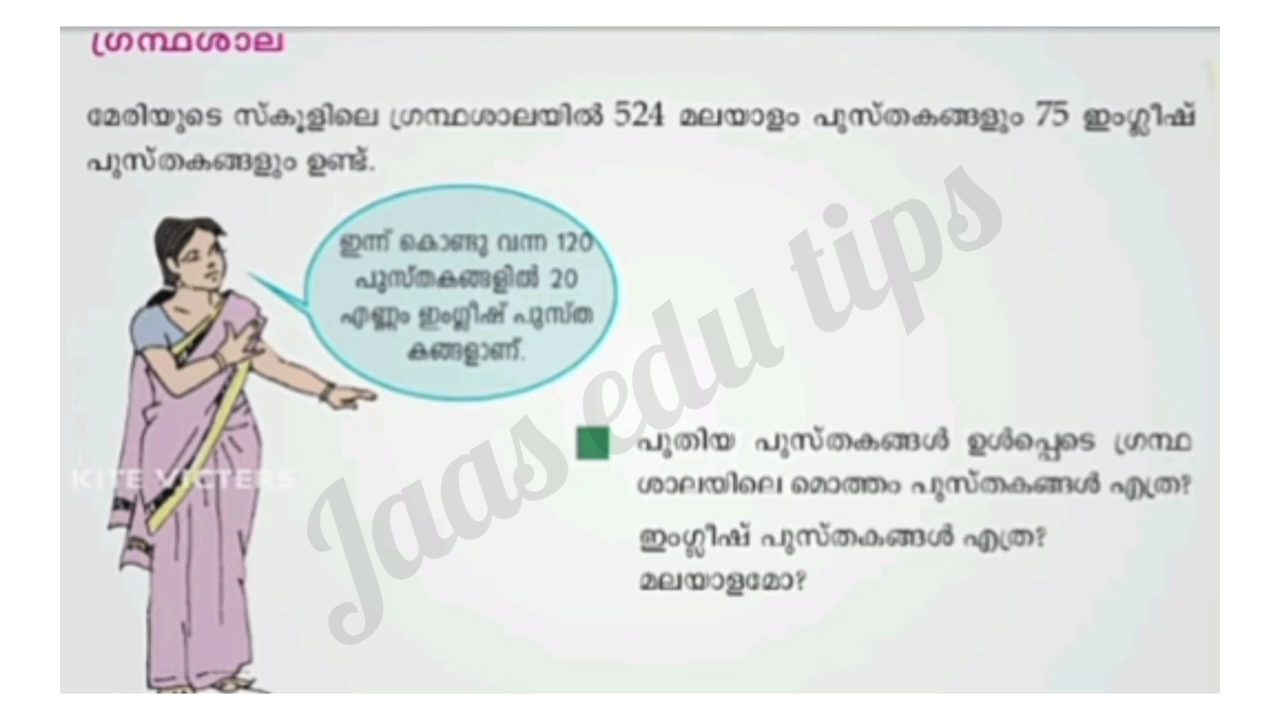 ഗ്രന്ഥശാല
മേരിയുടെ സ്കൂളിലെ ഗ്രന്ഥശാലയിൽ 524 മലയാളം പുസ്തകങ്ങളും 75 ഇംഗ്ലീഷ്
പുസ്തകങ്ങളും ഉണ്ട്.
ഇന്ന് കൊണ്ടു വന്ന 120
പുസ്തകങ്ങളിൽ 20
എണ്ണം ഇംഗ്ലീഷ് പുസ്ത
കങ്ങളാണ്.
പുതിയ പുസ്തകങ്ങൾ ഉൾപ്പെടെ ഗ്രന്ഥ
ശാലയിലെ മൊത്തം പുസ്തകങ്ങൾ എത്ര?
ഇംഗ്ലീഷ് പുസ്തകങ്ങൾ എത്ര?
മലയാളമോ?
KITE VICTERS
Jaas edu tips